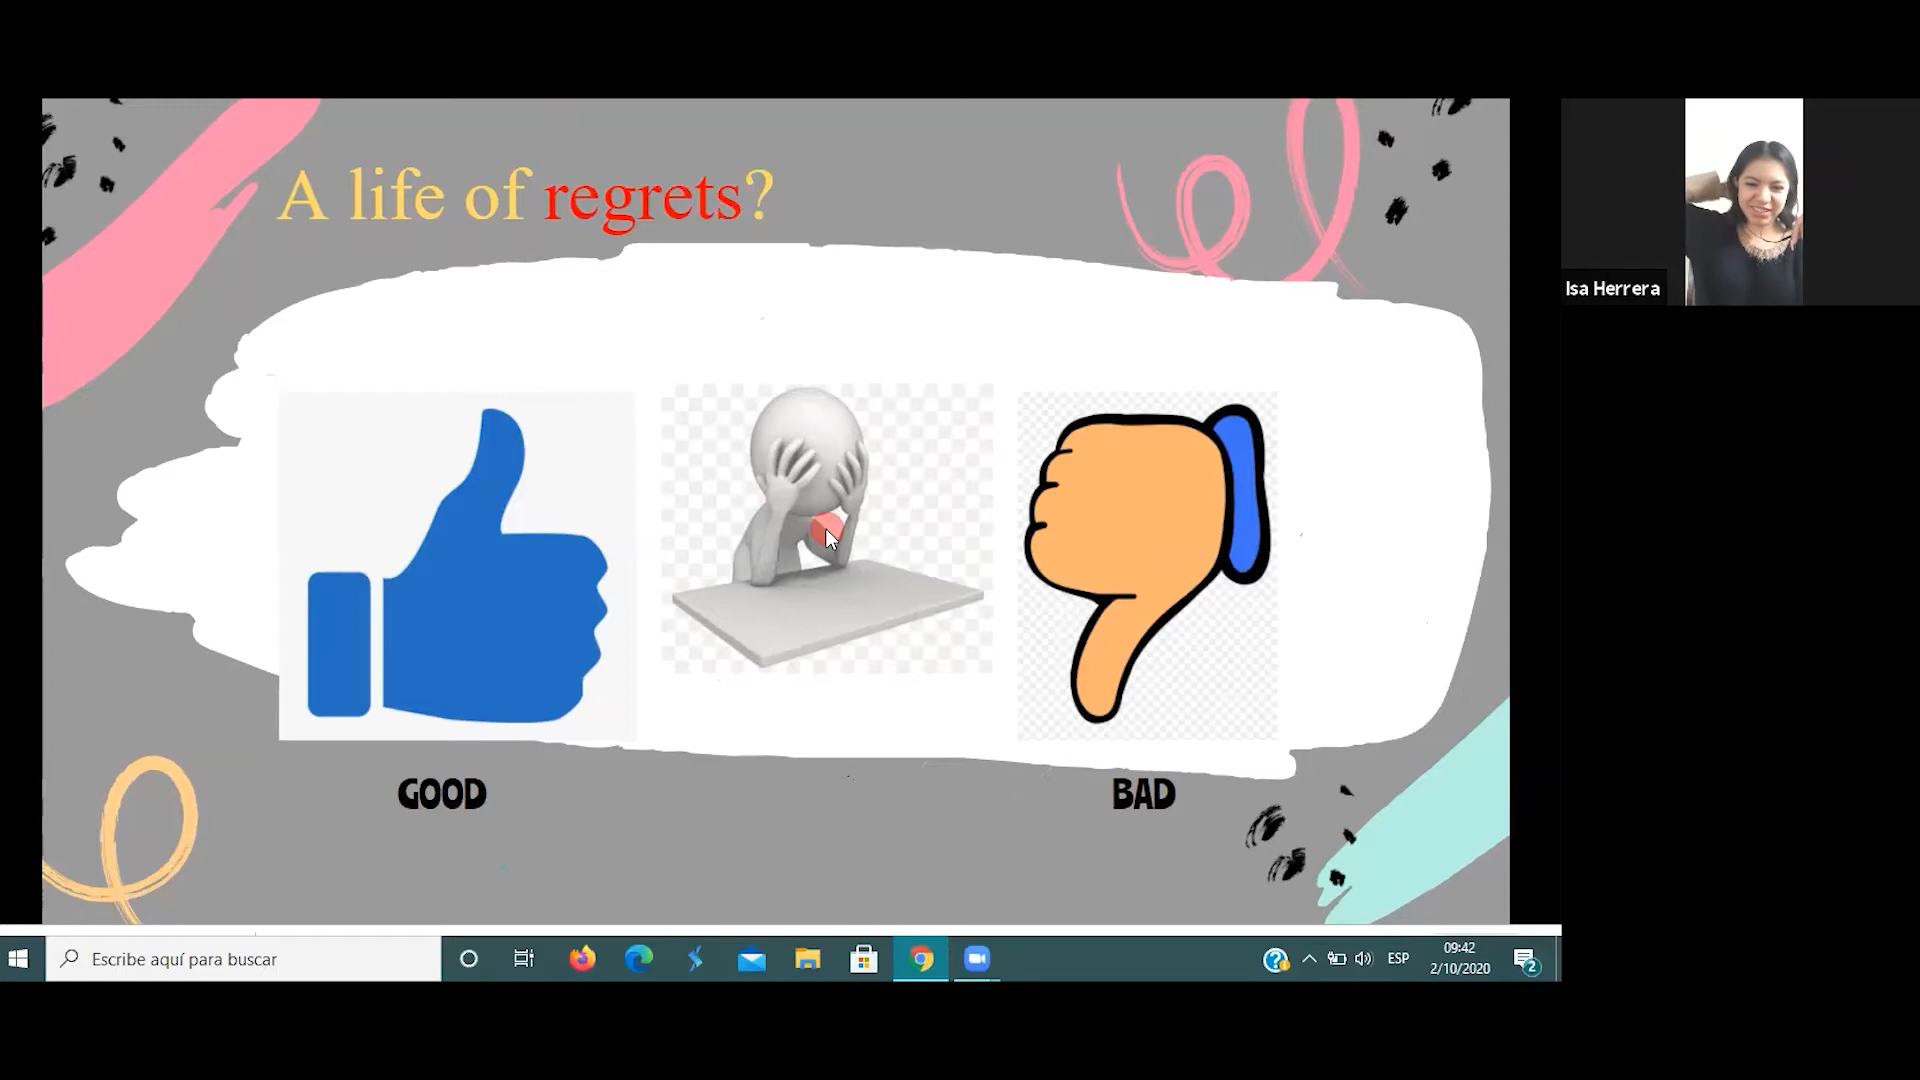 A life of regrets?
Isa Herrera
GOOD
BAD
Escribe aquí para buscar
ESP
09:42
2/10/2020
2